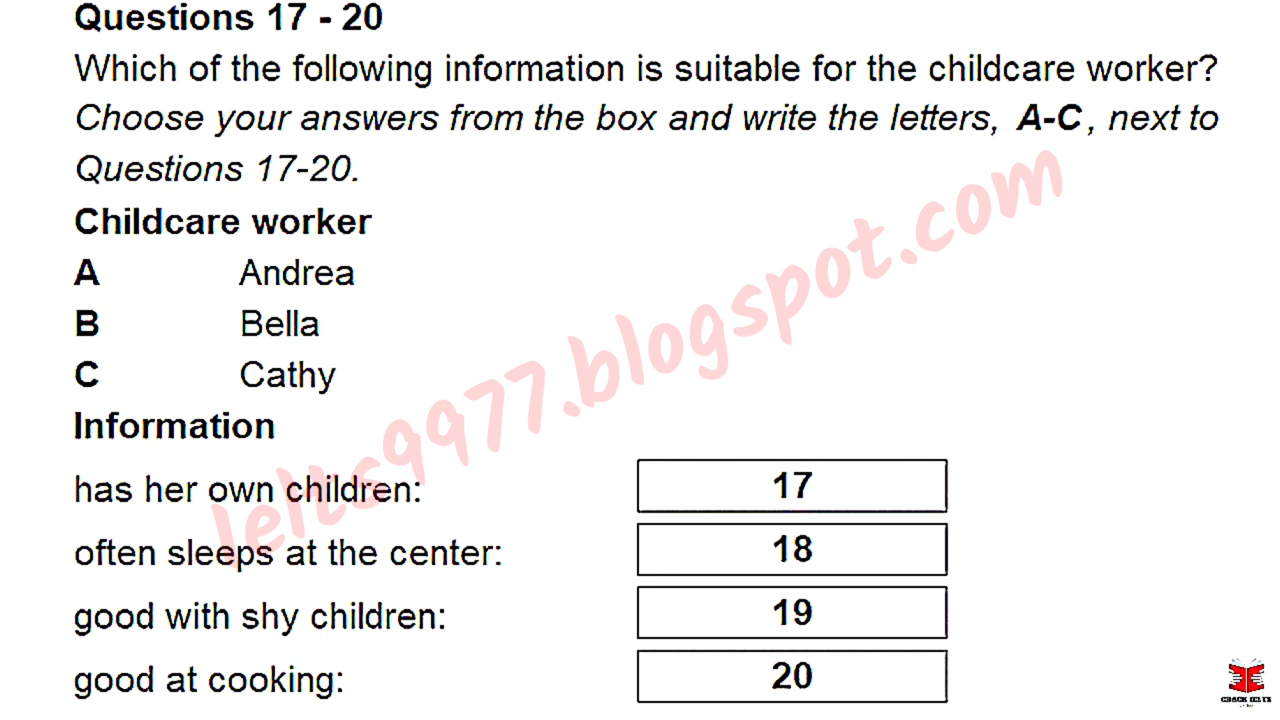 Questions 17 - 20
Which of the following information is suitable for the childcare worker?
Choose your answers from the box and write the letters, A-C, next to
Questions 17-20.
Childcare worker
A Andrea
B Bella
C Cathy
Information
has her own children: 17
often sleeps at the center: 18
good with shy children: 19
good at cooking: 20
Ielts9977.blogspot.com
CRACK IELTS